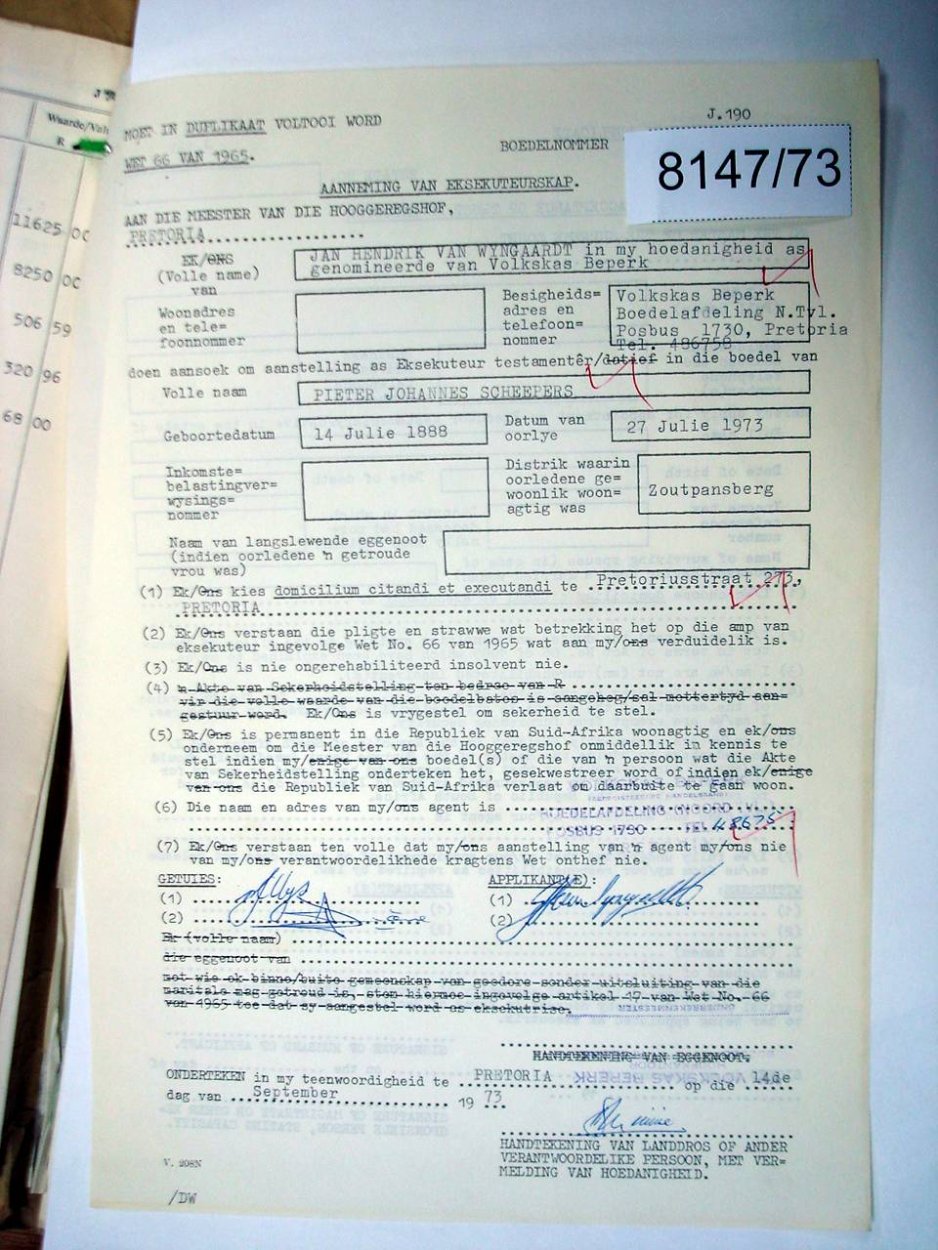 J.190
MOET IN DUPLIKAAT VOLTOOI WORD
WET 66 VAN 1965.
BOEDELNOMMER 8147/73
AANNEMING VAN EKSEKUTEURSKAP.
AAN DIE MEESTER VAN DIE HOOGGEREGSHOF,
PRETORIA
EK/ONS
(Volle name)
van
JAN HENDRIK VAN WYNGAARDT in my hoedanigheid as
genomineerde van Volkskas Beperk
Woonadres
en tele=
foonnommer
Besigheids=
adres en
telefoon=
nommer
Volkskas Beperk
Boedelafdeling N.Tvl.
Posbus 1730, Pretoria
Tel. 486758
doen aansoek om aanstelling as Eksekuteur testamentêr/datief in die boedel van
Volle naam PIETER JOHANNES SCHEEPERS
Geboortedatum 14 Julie 1888
Datum van
oorlye
27 Julie 1973
Inkomste=
belastingver=
wysings=
nommer
Distrik waarin
oorledene ge=
woonlik woon=
agtig was
Zoutpansberg
Naam van langslewende eggenoot
(indien oorledene 'n getroude
vrou was)
(1) Ek/Ons kies domicilium citandi et executandi te Pretoriusstraat 273,
PRETORIA
(2) Ek/Ons verstaan die pligte en strawwe wat betrekking het op die amp van
eksekuteur ingevolge Wet No. 66 van 1965 wat aan my/ons verduidelik is.
(3) Ek/Ons is nie ongerehabiliteerd insolvent nie.
(4) 'n Akte van Sekerheidstelling ten bedrae van R
vir die volle waarde van die boedelbates is aangeheg/sal mettertyd aan=
gestuur word. Ek/Ons is vrygestel om sekerheid te stel.
(5) Ek/Ons is permanent in die Republiek van Suid-Afrika woonagtig en ek/ons
onderneem om die Meester van die Hooggeregshof onmiddellik in kennis te
stel indien my/enige van ons boedel(s) of die van 'n persoon wat die Akte
van Sekerheidstelling onderteken het, gesekwestreer word of indien ek/enige
van ons die Republiek van Suid-Afrika verlaat om daarbuite te gaan woon.
(6) Die naam en adres van my/ons agent is
BOEDELAFDELING (NOORD
POSBUS 1730 TEL 48675
(7) Ek/Ons verstaan ten volle dat my/ons aanstelling van 'n agent my/ons nie
van my/ons verantwoordelikhede kragtens Wet onthef nie.
GETUIES: APPLIKANT(E):
(1) (1)
(2) (2)
Ek (volle naam)
die eggenoot van
met wie ek binne/buite gemeenskap van goedere sonder uitsluiting van die
maritale mag getroud is, stem hiermee ingevolge artikel 17 van Wet No. 66
van 1965 toe dat sy aangestel word as eksekutrise.
HANDTEKENING VAN EGGENOOT.
ONDERTEKEN in my teenwoordigheid te PRETORIA op die 14de
dag van September 19 73.
HANDTEKENING VAN LANDDROS OF ANDER
VERANTWOORDELIKE PERSOON, MET VER=
MELDING VAN HOEDANIGHEID.
V. 208N
/DW
Waarde/Val
R
11625 00
8250 00
506 59
320 96
68 00